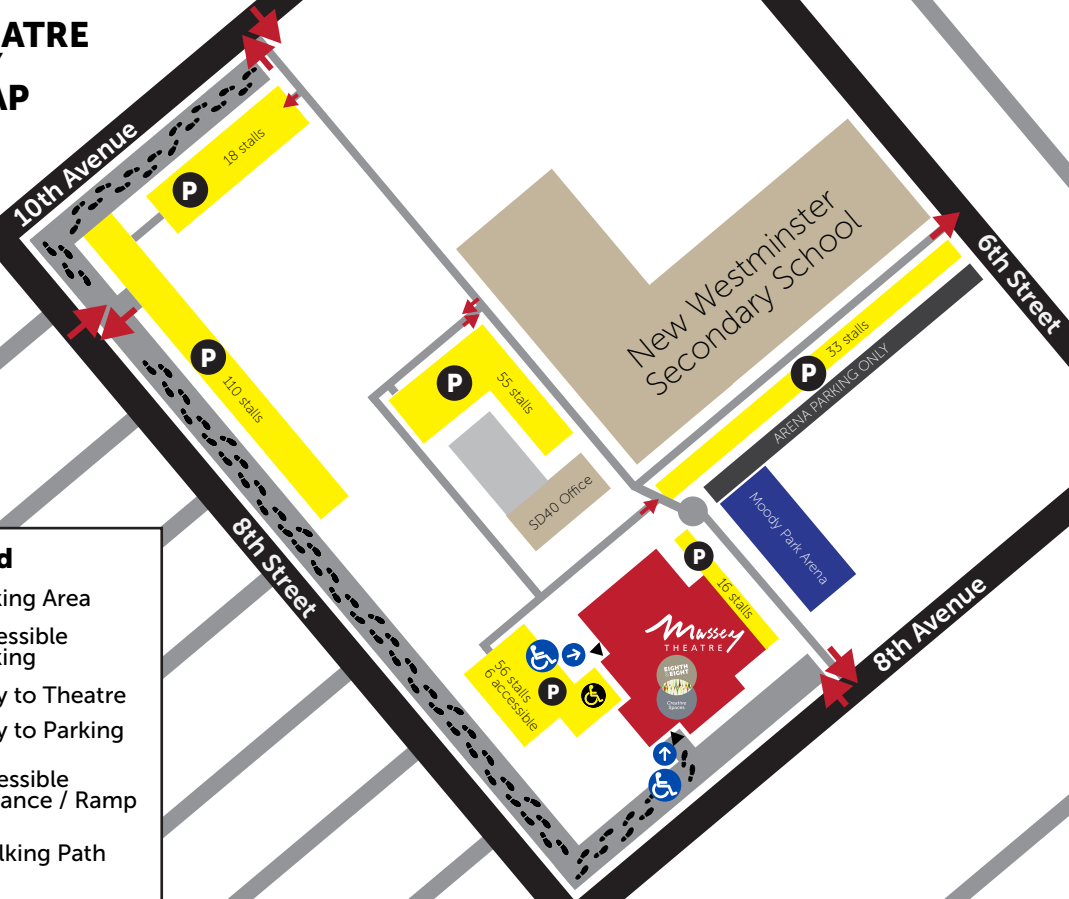 ATRE
AP
10th Avenue
18 stalls
P
P
110 stalls
P
55 stalls
SD40 Office
New Westminster
Secondary School
P
33 stalls
ARENA PARKING ONLY
6th Street
Moody Park Arena
8th Street
P
16 stalls
Massey
THEATRE
EIGHTH
EIGHT
Creative
Spaces
56 stalls
6 accessible
P
8th Avenue
d
king Area
essible
king
y to Theatre
y to Parking
essible
ance / Ramp
lking Path